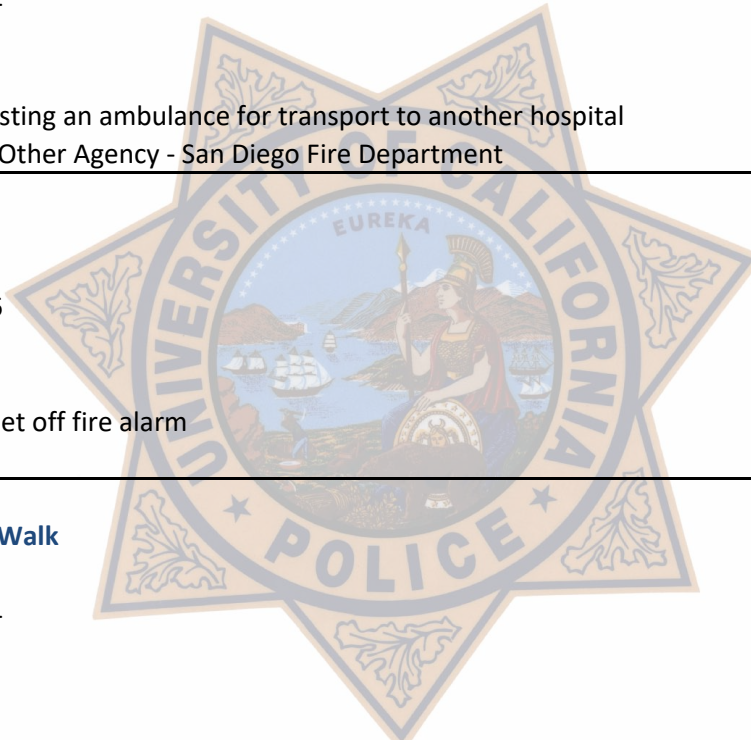 sting an ambulance for transport to another hospital
Other Agency - San Diego Fire Department
UNIVERSITY OF CALIFORNIA
EUREKA
et off fire alarm
Walk
POLICE